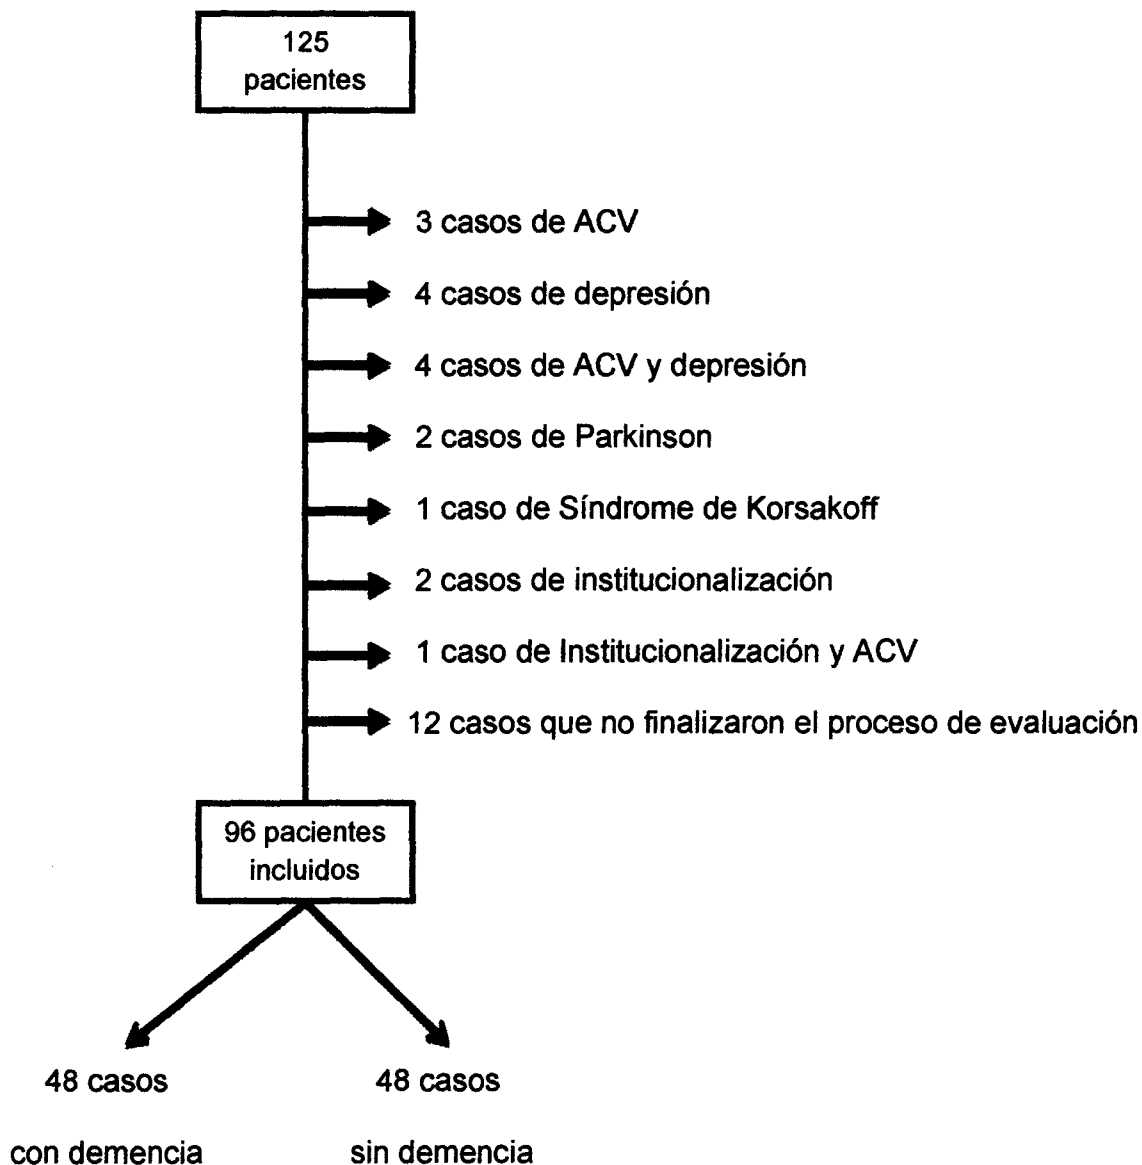 125
pacientes
3 casos de ACV
4 casos de depresión
4 casos de ACV y depresión
2 casos de Parkinson
1 caso de Síndrome de Korsakoff
2 casos de institucionalización
1 caso de Institucionalización y ACV
12 casos que no finalizaron el proceso de evaluación
96 pacientes
incluidos
48 casos
con demencia
48 casos
sin demencia